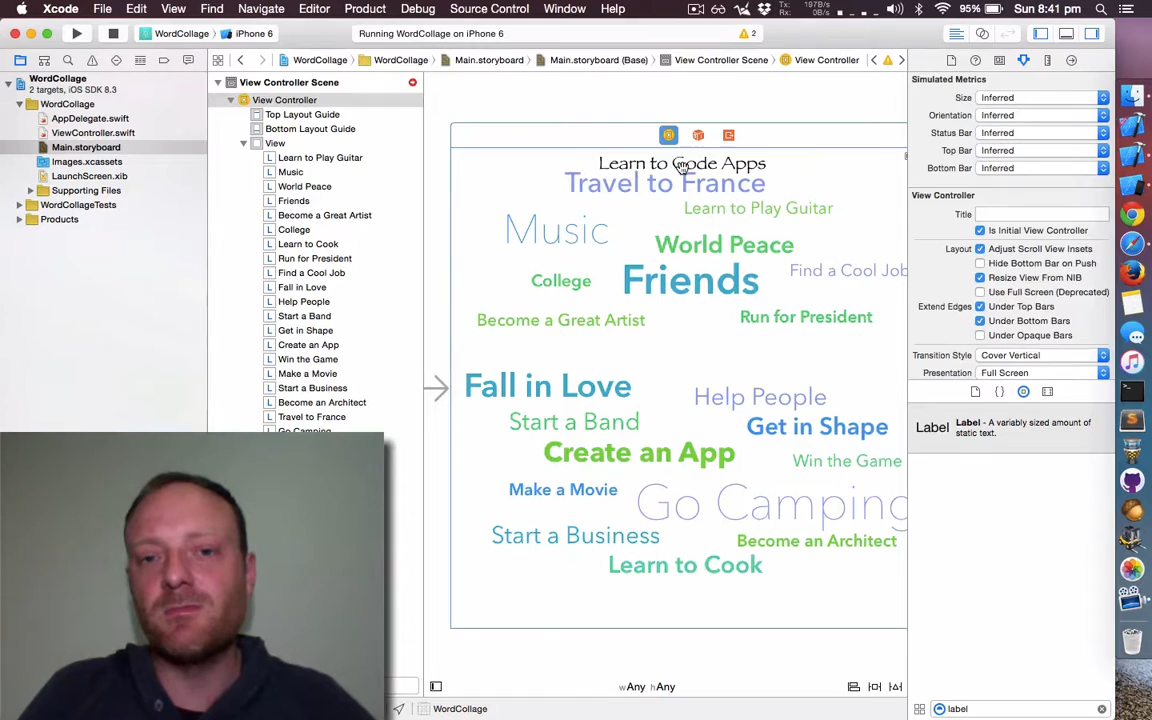 Xcode File Edit View Find Navigate Editor Product Debug Source Control Window Help
Tx: 197B/s
Rx: 0B/s
95% Sun 8:41 pm
WordCollage iPhone 6
Running WordCollage on iPhone 6
2
WordCollage
2 targets, iOS SDK 8.3
WordCollage
AppDelegate.swift
ViewController.swift
Main.storyboard
Images.xcassets
LaunchScreen.xib
Supporting Files
WordCollageTests
Products
WordCollage WordCollage Main.storyboard Main.storyboard (Base) View Controller Scene View Controller
View Controller Scene
View Controller
Top Layout Guide
Bottom Layout Guide
View
L Learn to Play Guitar
L Music
L World Peace
L Friends
L Become a Great Artist
L College
L Learn to Cook
L Run for President
L Find a Cool Job
L Fall in Love
L Help People
L Start a Band
L Get in Shape
L Create an App
L Win the Game
L Make a Movie
L Start a Business
L Become an Architect
L Travel to France
L Go Camping
Learn to Code Apps
Travel to France
Learn to Play Guitar
Music
World Peace
Friends
Find a Cool Job
College
Become a Great Artist
Run for President
Fall in Love
Help People
Start a Band
Get in Shape
Create an App
Win the Game
Make a Movie
Go Camping
Start a Business
Become an Architect
Learn to Cook
wAny hAny
WordCollage
Simulated Metrics
Size Inferred
Orientation Inferred
Status Bar Inferred
Top Bar Inferred
Bottom Bar Inferred
View Controller
Title
Is Initial View Controller
Layout Adjust Scroll View Insets
Hide Bottom Bar on Push
Resize View From NIB
Use Full Screen (Deprecated)
Extend Edges Under Top Bars
Under Bottom Bars
Under Opaque Bars
Transition Style Cover Vertical
Presentation Full Screen
Label Label - A variably sized amount of
static text.
label